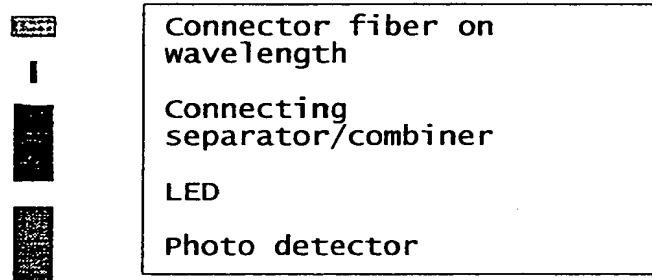 Connector fiber on
wavelength
Connecting
separator/combiner
LED
Photo detector